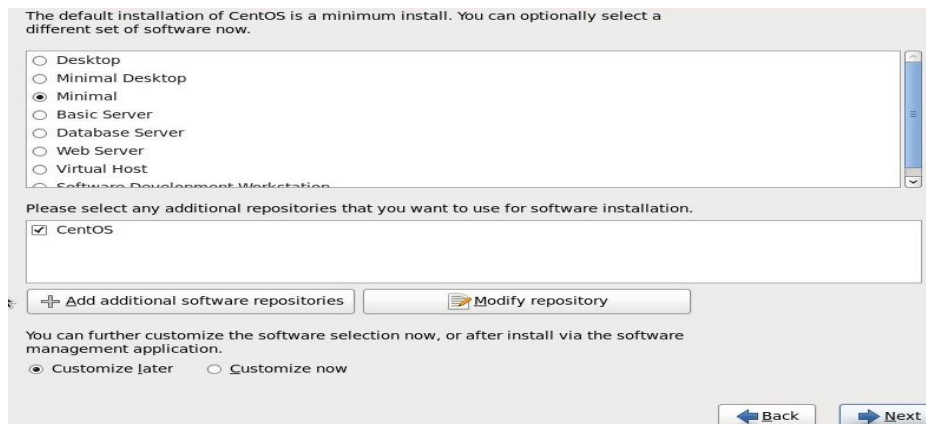 The default installation of CentOS is a minimum install. You can optionally select a
different set of software now.
Desktop
Minimal Desktop
Minimal
Basic Server
Database Server
Web Server
Virtual Host
Software Development Workstation
Please select any additional repositories that you want to use for software installation.
CentOS
Add additional software repositories
Modify repository
You can further customize the software selection now, or after install via the software
management application.
Customize later
Customize now
Back
Next